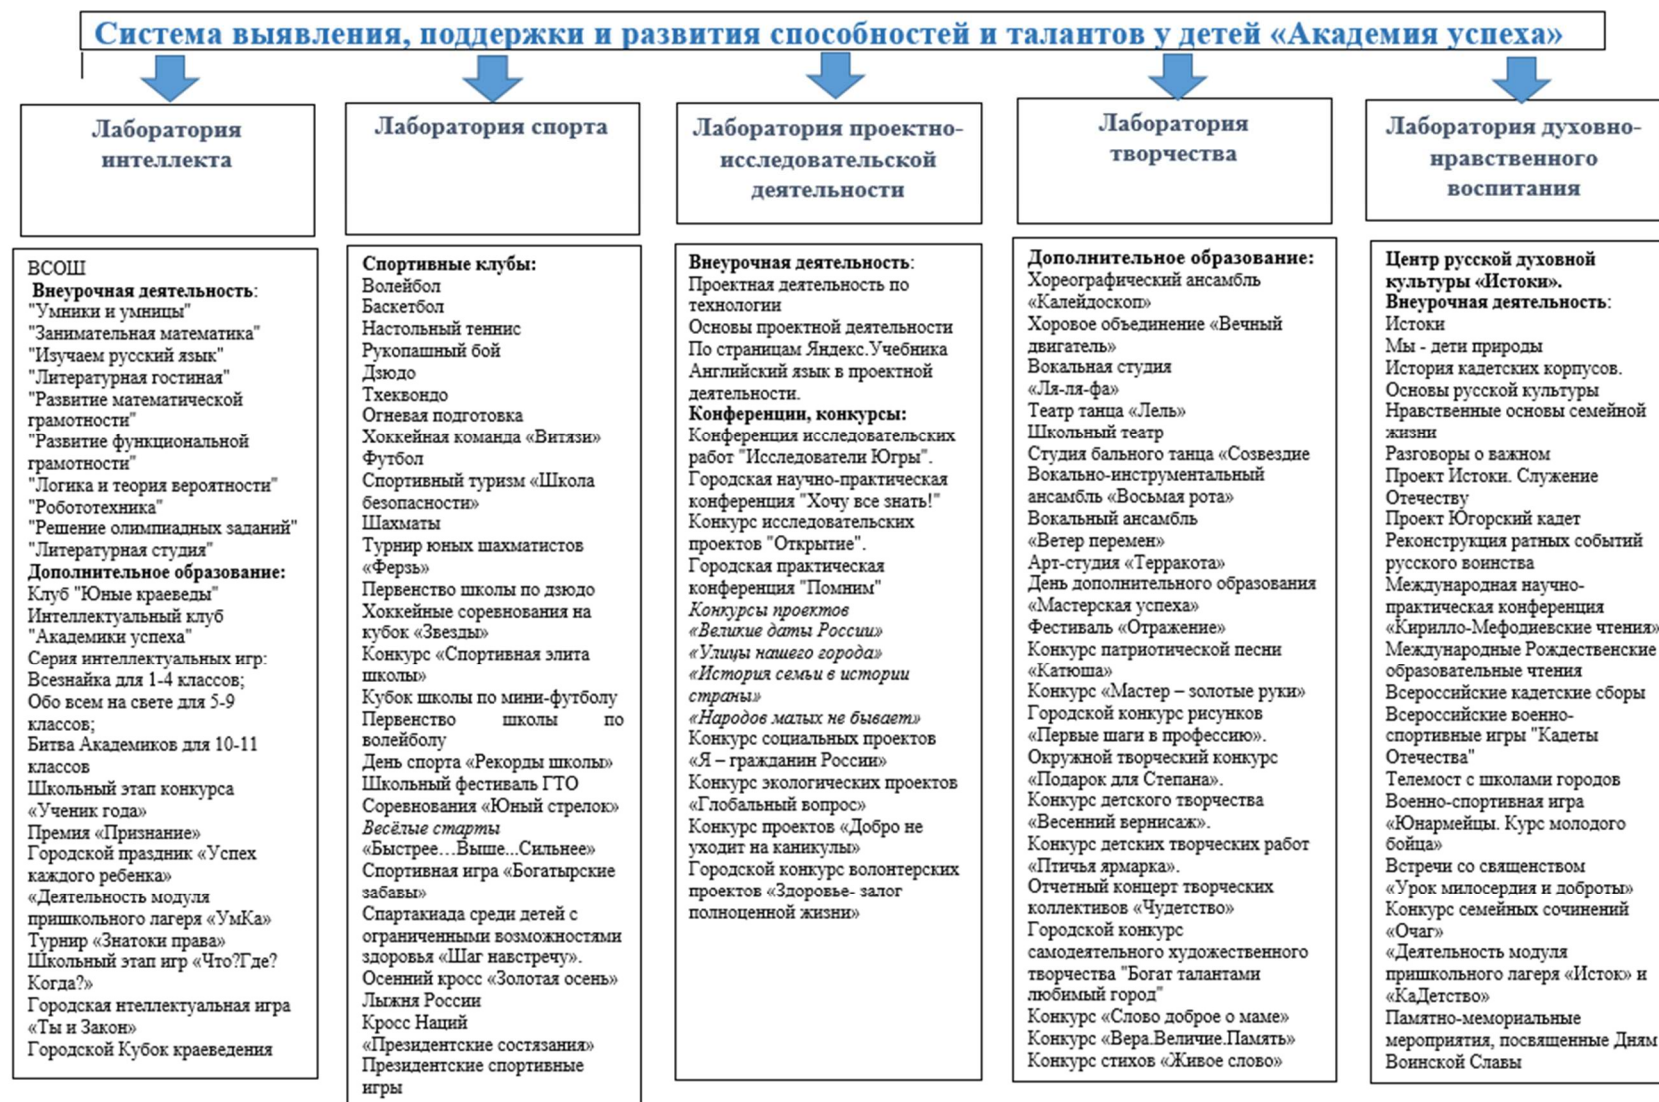 Система выявления, поддержки и развития способностей и талантов у детей «Академия успеха»
Лаборатория
интеллекта
ВСОШ
Внеурочная деятельность:
"Умники и умницы"
"Занимательная математика"
"Изучаем русский язык"
"Литературная гостиная"
"Развитие математической
грамотности"
"Развитие функциональной
грамотности"
"Логика и теория вероятности"
"Робототехника"
"Решение олимпиадных заданий"
"Литературная студия"
Дополнительное образование:
Клуб "Юные краеведы"
Интеллектуальный клуб
"Академики успеха"
Серия интеллектуальных игр:
Всезнайка для 1-4 классов;
Обо всем на свете для 5-9
классов;
Битва Академиков для 10-11
классов
Школьный этап конкурса
«Ученик года»
Премия «Признание»
Городской праздник «Успех
каждого ребенка»
«Деятельность модуля
пришкольного лагеря «УмКа»
Турнир «Знатоки права»
Школьный этап игр «Что?Где?
Когда?»
Городская нтеллектуальная игра
«Ты и Закон»
Городской Кубок краеведения
Лаборатория спорта
Спортивные клубы:
Волейбол
Баскетбол
Настольный теннис
Рукопашный бой
Дзюдо
Тхеквондо
Огневая подготовка
Хоккейная команда «Витязи»
Футбол
Спортивный туризм «Школа
безопасности»
Шахматы
Турнир юных шахматистов
«Ферзь»
Первенство школы по дзюдо
Хоккейные соревнования на
кубок «Звезды»
Конкурс «Спортивная элита
школы»
Кубок школы по мини-футболу
Первенство школы по
волейболу
День спорта «Рекорды школы»
Школьный фестиваль ГТО
Соревнования «Юный стрелок»
Весёлые старты
«Быстрее…Выше...Сильнее»
Спортивная игра «Богатырские
забавы»
Спартакиада среди детей с
ограниченными возможностями
здоровья «Шаг навстречу».
Осенний кросс «Золотая осень»
Лыжня России
Кросс Наций
«Президентские состязания»
Президентские спортивные
игры
Лаборатория проектно-
исследовательской
деятельности
Внеурочная деятельность:
Проектная деятельность по
технологии
Основы проектной деятельности
По страницам Яндекс.Учебника
Английский язык в проектной
деятельности.
Конференции, конкурсы:
Конференция исследовательских
работ "Исследователи Югры".
Городская научно-практическая
конференция "Хочу все знать!"
Конкурс исследовательских
проектов "Открытие".
Городская практическая
конференция "Помним"
Конкурсы проектов
«Великие даты России»
«Улицы нашего города»
«История семьи в истории
страны»
«Народов малых не бывает»
Конкурс социальных проектов
«Я – гражданин России»
Конкурс экологических проектов
«Глобальный вопрос»
Конкурс проектов «Добро не
уходит на каникулы»
Городской конкурс волонтерских
проектов «Здоровье- залог
полноценной жизни»
Лаборатория
творчества
Дополнительное образование:
Хореографический ансамбль
«Калейдоскоп»
Хоровое объединение «Вечный
двигатель»
Вокальная студия
«Ля-ля-фа»
Театр танца «Лель»
Школьный театр
Студия бального танца «Созвездие
Вокально-инструментальный
ансамбль «Восьмая рота»
Вокальный ансамбль
«Ветер перемен»
Арт-студия «Терракота»
День дополнительного образования
«Мастерская успеха»
Фестиваль «Отражение»
Конкурс патриотической песни
«Катюша»
Конкурс «Мастер – золотые руки»
Городской конкурс рисунков
«Первые шаги в профессию».
Окружной творческий конкурс
«Подарок для Степана».
Конкурс детского творчества
«Весенний вернисаж».
Конкурс детских творческих работ
«Птичья ярмарка».
Отчетный концерт творческих
коллективов «Чудетство»
Городской конкурс
самодеятельного художественного
творчества "Богат талантами
любимый город"
Конкурс «Слово доброе о маме»
Конкурс «Вера.Величие.Память»
Конкурс стихов «Живое слово»
Лаборатория духовно-
нравственного
воспитания
Центр русской духовной
культуры «Истоки».
Внеурочная деятельность:
Истоки
Мы - дети природы
История кадетских корпусов.
Основы русской культуры
Нравственные основы семейной
жизни
Разговоры о важном
Проект Истоки. Служение
Отечеству
Проект Югорский кадет
Реконструкция ратных событий
русского воинства
Международная научно-
практическая конференция
«Кирилло-Мефодиевские чтения»
Международные Рождественские
образовательные чтения
Всероссийские кадетские сборы
Всероссийские военно-
спортивные игры "Кадеты
Отечества"
Телемост с школами городов
Военно-спортивная игра
«Юнармейцы. Курс молодого
бойца»
Встречи со священством
«Урок милосердия и доброты»
Конкурс семейных сочинений
«Очаг»
«Деятельность модуля
пришкольного лагеря «Исток» и
«КаДетство»
Памятно-мемориальные
мероприятия, посвященные Дням
Воинской Славы